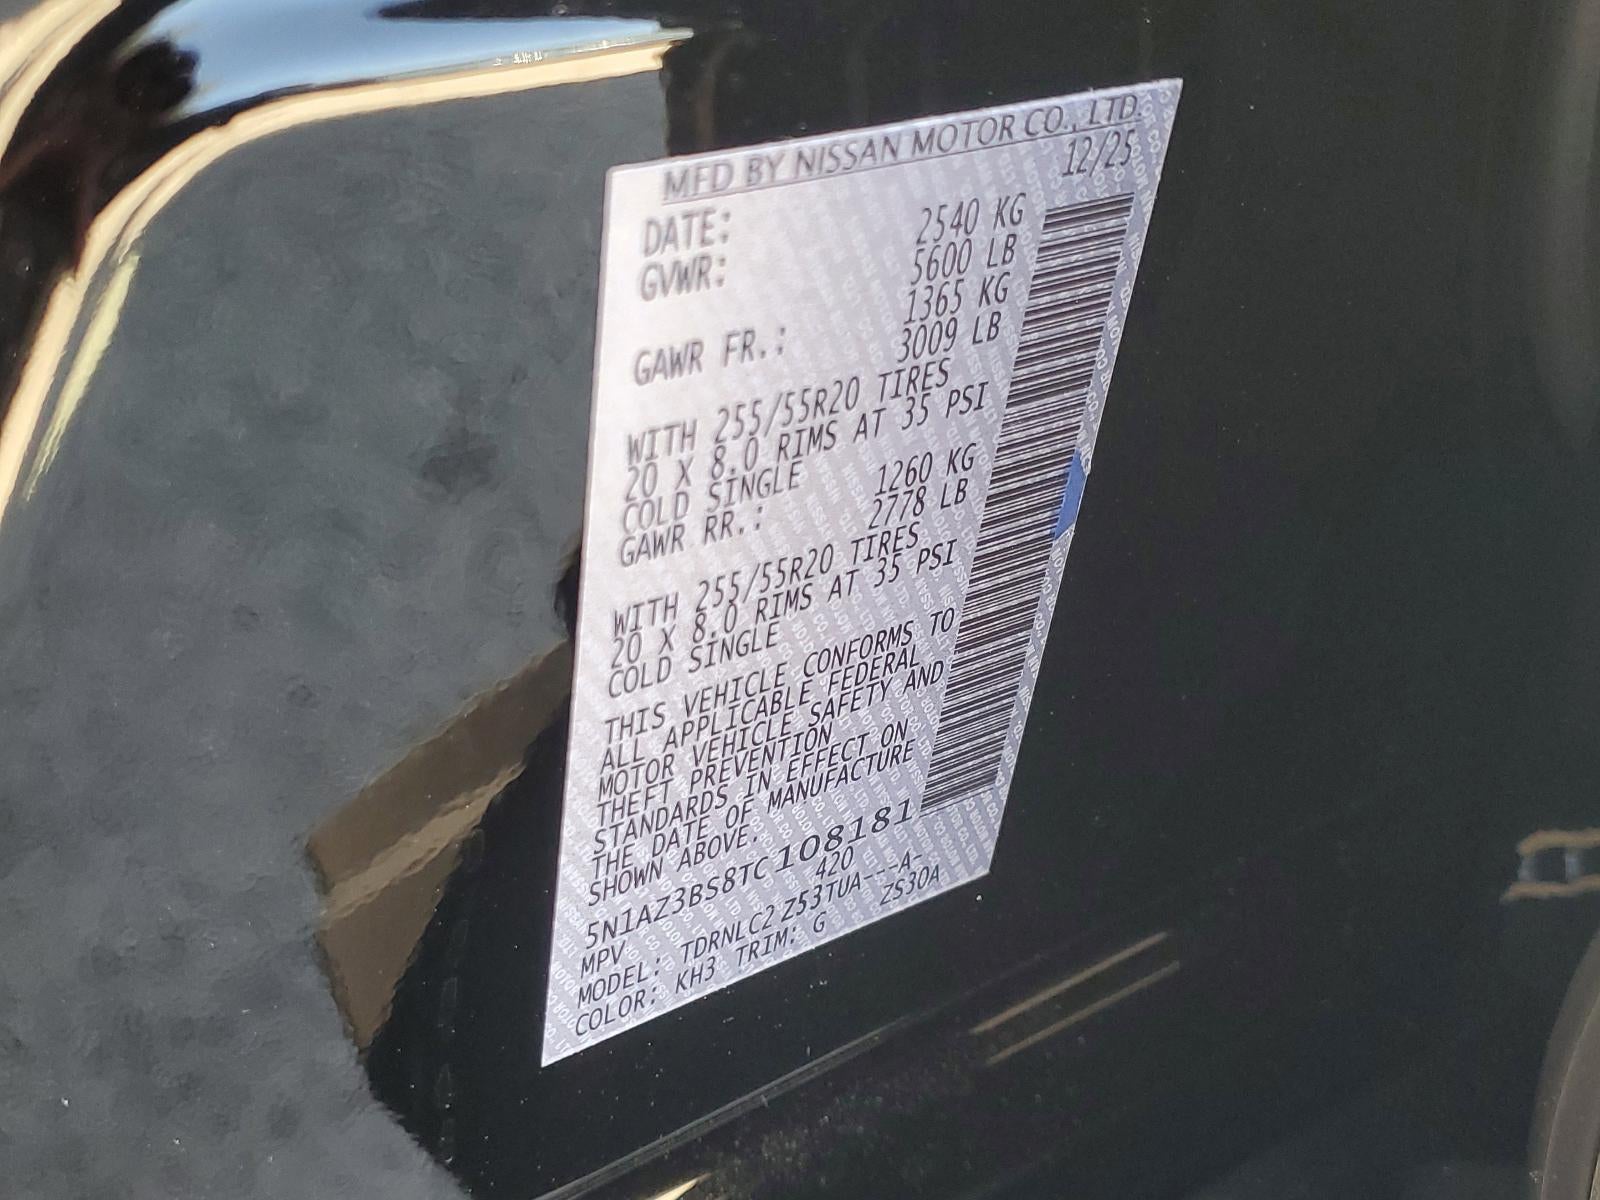 MFD BY NISSAN MOTOR CO., LTD.
DATE: 12/25
GVWR: 2540 KG
5600 LB
GAWR FR.: 1365 KG
3009 LB
WITH 255/55R20 TIRES
20 X 8.0 RIMS AT 35 PSI
COLD SINGLE
GAWR RR.: 1260 KG
2778 LB
WITH 255/55R20 TIRES
20 X 8.0 RIMS AT 35 PSI
COLD SINGLE
THIS VEHICLE CONFORMS TO
ALL APPLICABLE FEDERAL
MOTOR VEHICLE SAFETY AND
THEFT PREVENTION
STANDARDS IN EFFECT ON
THE DATE OF MANUFACTURE
SHOWN ABOVE.
5N1AZ3BS8TC108181
MPV 420
MODEL: TDRNLC2 Z53TUA---A-
COLOR: KH3 TRIM: G ZS30A